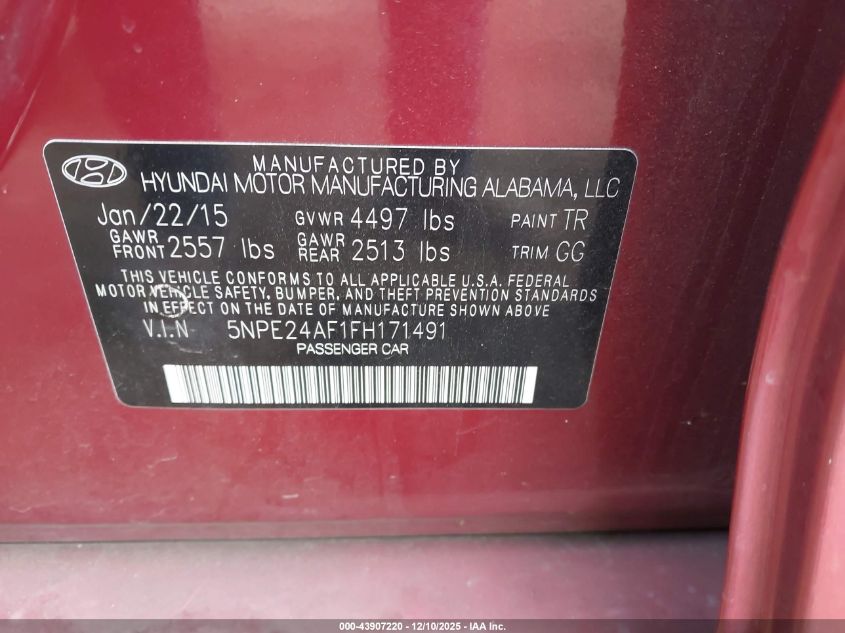 MANUFACTURED BY
HYUNDAI MOTOR MANUFACTURING ALABAMA, LLC
Jan/22/15 GVWR 4497 lbs PAINT TR
GAWR FRONT 2557 lbs GAWR REAR 2513 lbs TRIM GG
THIS VEHICLE CONFORMS TO ALL APPLICABLE U.S.A. FEDERAL
MOTOR VEHICLE SAFETY, BUMPER, AND THEFT PREVENTION STANDARDS
IN EFFECT ON THE DATE OF MANUFACTURE SHOWN ABOVE
V.I.N 5NPE24AF1FH171491
PASSENGER CAR
000-43907220 - 12/10/2025 - IAA Inc.